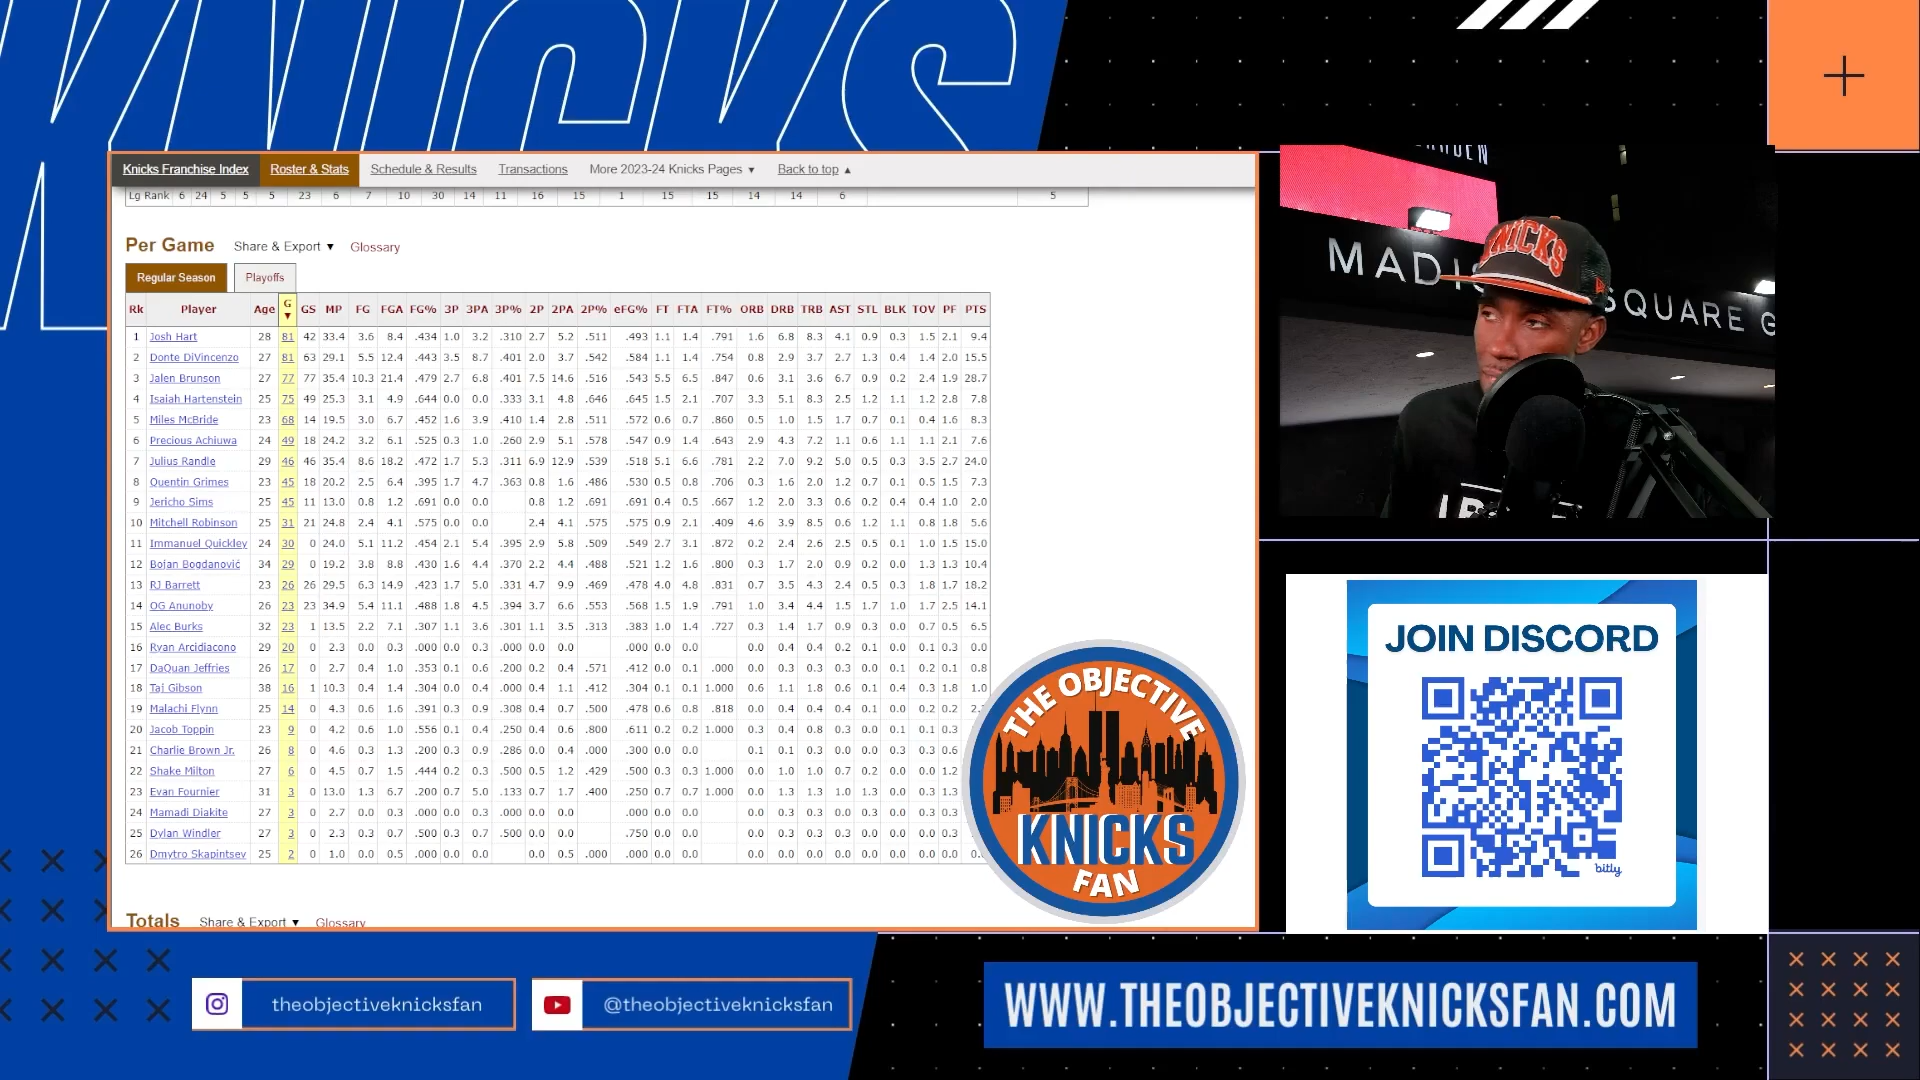 KNICKS
Knicks Franchise Index Roster & Stats Schedule & Results Transactions More 2023-24 Knicks Pages ▼ Back to top ▲
Lg Rank 6 24 5 5 5 23 6 7 10 30 14 11 16 15 1 15 15 14 14 6 5
Per Game Share & Export ▼ Glossary
Regular Season Playoffs
Rk Player Age G ▼ GS MP FG FGA FG% 3P 3PA 3P% 2P 2PA 2P% eFG% FT FTA FT% ORB DRB TRB AST STL BLK TOV PF PTS
1 Josh Hart 28 81 42 33.4 3.6 8.4 .434 1.0 3.2 .310 2.7 5.2 .511 .493 1.1 1.4 .791 1.6 6.8 8.3 4.1 0.9 0.3 1.5 2.1 9.4
2 Donte DiVincenzo 27 81 63 29.1 5.5 12.4 .443 3.5 8.7 .401 2.0 3.7 .542 .584 1.1 1.4 .754 0.8 2.9 3.7 2.7 1.3 0.4 1.4 2.0 15.5
3 Jalen Brunson 27 77 77 35.4 10.3 21.4 .479 2.7 6.8 .401 7.5 14.6 .516 .543 5.5 6.5 .847 0.6 3.1 3.6 6.7 0.9 0.2 2.4 1.9 28.7
4 Isaiah Hartenstein 25 75 49 25.3 3.1 4.9 .644 0.0 0.0 .333 3.1 4.8 .646 .645 1.5 2.1 .707 3.3 5.1 8.3 2.5 1.2 1.1 1.2 2.8 7.8
5 Miles McBride 23 68 14 19.5 3.0 6.7 .452 1.6 3.9 .410 1.4 2.8 .511 .572 0.6 0.7 .860 0.5 1.0 1.5 1.7 0.7 0.1 0.4 1.6 8.3
6 Precious Achiuwa 24 49 18 24.2 3.2 6.1 .525 0.3 1.0 .260 2.9 5.1 .578 .547 0.9 1.4 .643 2.9 4.3 7.2 1.1 0.6 1.1 1.1 2.1 7.6
7 Julius Randle 29 46 46 35.4 8.6 18.2 .472 1.7 5.3 .311 6.9 12.9 .539 .518 5.1 6.6 .781 2.2 7.0 9.2 5.0 0.5 0.3 3.5 2.7 24.0
8 Quentin Grimes 23 45 18 20.2 2.5 6.4 .395 1.7 4.7 .363 0.8 1.6 .486 .530 0.5 0.8 .706 0.3 1.6 2.0 1.2 0.7 0.1 0.5 1.5 7.3
9 Jericho Sims 25 45 11 13.0 0.8 1.2 .691 0.0 0.0 0.8 1.2 .691 .691 0.4 0.5 .667 1.2 2.0 3.3 0.6 0.2 0.4 0.4 1.0 2.0
10 Mitchell Robinson 25 31 21 24.8 2.4 4.1 .575 0.0 0.0 2.4 4.1 .575 .575 0.9 2.1 .409 4.6 3.9 8.5 0.6 1.2 1.1 0.8 1.8 5.6
11 Immanuel Quickley 24 30 0 24.0 5.1 11.2 .454 2.1 5.4 .395 2.9 5.8 .509 .549 2.7 3.1 .872 0.2 2.4 2.6 2.5 0.5 0.1 1.0 1.5 15.0
12 Bojan Bogdanović 34 29 0 19.2 3.8 8.8 .430 1.6 4.4 .370 2.2 4.4 .488 .521 1.2 1.6 .800 0.3 1.7 2.0 0.9 0.2 0.0 1.3 1.3 10.4
13 RJ Barrett 23 26 26 29.5 6.3 14.9 .423 1.7 5.0 .331 4.7 9.9 .469 .478 4.0 4.8 .831 0.7 3.5 4.3 2.4 0.5 0.3 1.8 1.7 18.2
14 OG Anunoby 26 23 23 34.9 5.4 11.1 .488 1.8 4.5 .394 3.7 6.6 .553 .568 1.5 1.9 .791 1.0 3.4 4.4 1.5 1.7 1.0 1.7 2.5 14.1
15 Alec Burks 32 23 1 13.5 2.2 7.1 .307 1.1 3.6 .301 1.1 3.5 .313 .383 1.0 1.4 .727 0.3 1.4 1.7 0.9 0.3 0.0 0.7 0.5 6.5
16 Ryan Arcidiacono 29 20 0 2.3 0.0 0.3 .000 0.0 0.3 .000 0.0 0.0 .000 0.0 0.0 0.0 0.4 0.4 0.2 0.1 0.0 0.1 0.3 0.0
17 DaQuan Jeffries 26 17 0 2.7 0.4 1.0 .353 0.1 0.6 .200 0.2 0.4 .571 .412 0.0 0.1 .000 0.0 0.3 0.3 0.3 0.0 0.1 0.2 0.1 0.8
18 Taj Gibson 38 16 1 10.3 0.4 1.4 .304 0.0 0.4 .000 0.4 1.1 .412 .304 0.1 0.1 1.000 0.6 1.1 1.8 0.6 0.1 0.4 0.3 1.8 1.0
19 Malachi Flynn 25 14 0 4.3 0.6 1.6 .391 0.3 0.9 .308 0.4 0.7 .500 .478 0.6 0.8 .818 0.0 0.4 0.4 0.4 0.1 0.0 0.2 0.2
20 Jacob Toppin 23 9 0 4.2 0.6 1.0 .556 0.1 0.4 .250 0.4 0.6 .800 .611 0.2 0.2 1.000 0.3 0.4 0.8 0.3 0.0 0.1 0.3 0.1
21 Charlie Brown Jr. 26 8 0 4.6 0.3 1.3 .200 0.3 0.9 .286 0.0 0.4 .000 .300 0.0 0.0 0.1 0.1 0.3 0.0 0.0 0.3 0.3 0.6
22 Shake Milton 27 6 0 4.5 0.7 1.5 .444 0.2 0.3 .500 0.5 1.2 .429 .500 0.3 0.3 1.000 0.0 1.0 1.0 0.7 0.2 0.0 0.0 1.2
23 Evan Fournier 31 3 0 13.0 1.3 6.7 .200 0.7 5.0 .133 0.7 1.7 .400 .250 0.7 0.7 1.000 0.0 1.3 1.3 1.0 1.3 0.0 0.3 1.3
24 Mamadi Diakite 27 3 0 2.7 0.0 0.3 .000 0.0 0.3 .000 0.0 0.0 .000 0.0 0.0 0.0 0.3 0.3 0.0 0.0 0.0 0.0 0.3
25 Dylan Windler 27 3 0 2.3 0.3 0.7 .500 0.3 0.7 .500 0.0 0.0 .750 0.0 0.0 0.0 0.3 0.3 0.0 0.0 0.0 0.0 0.3
26 Dmytro Skapintsev 25 2 0 1.0 0.0 0.5 .000 0.0 0.0 0.0 0.5 .000 .000 0.0 0.0 0.0 0.0 0.0 0.0 0.0 0.0 0.0 0.0
Totals Share & Export ▼ Glossary
THE OBJECTIVE
KNICKS
FAN
KNICKS
SQUARE
JOIN DISCORD
bitly
theobjectiveknicksfan
@theobjectiveknicksfan
WWW.THEOBJECTIVEKNICKSFAN.COM